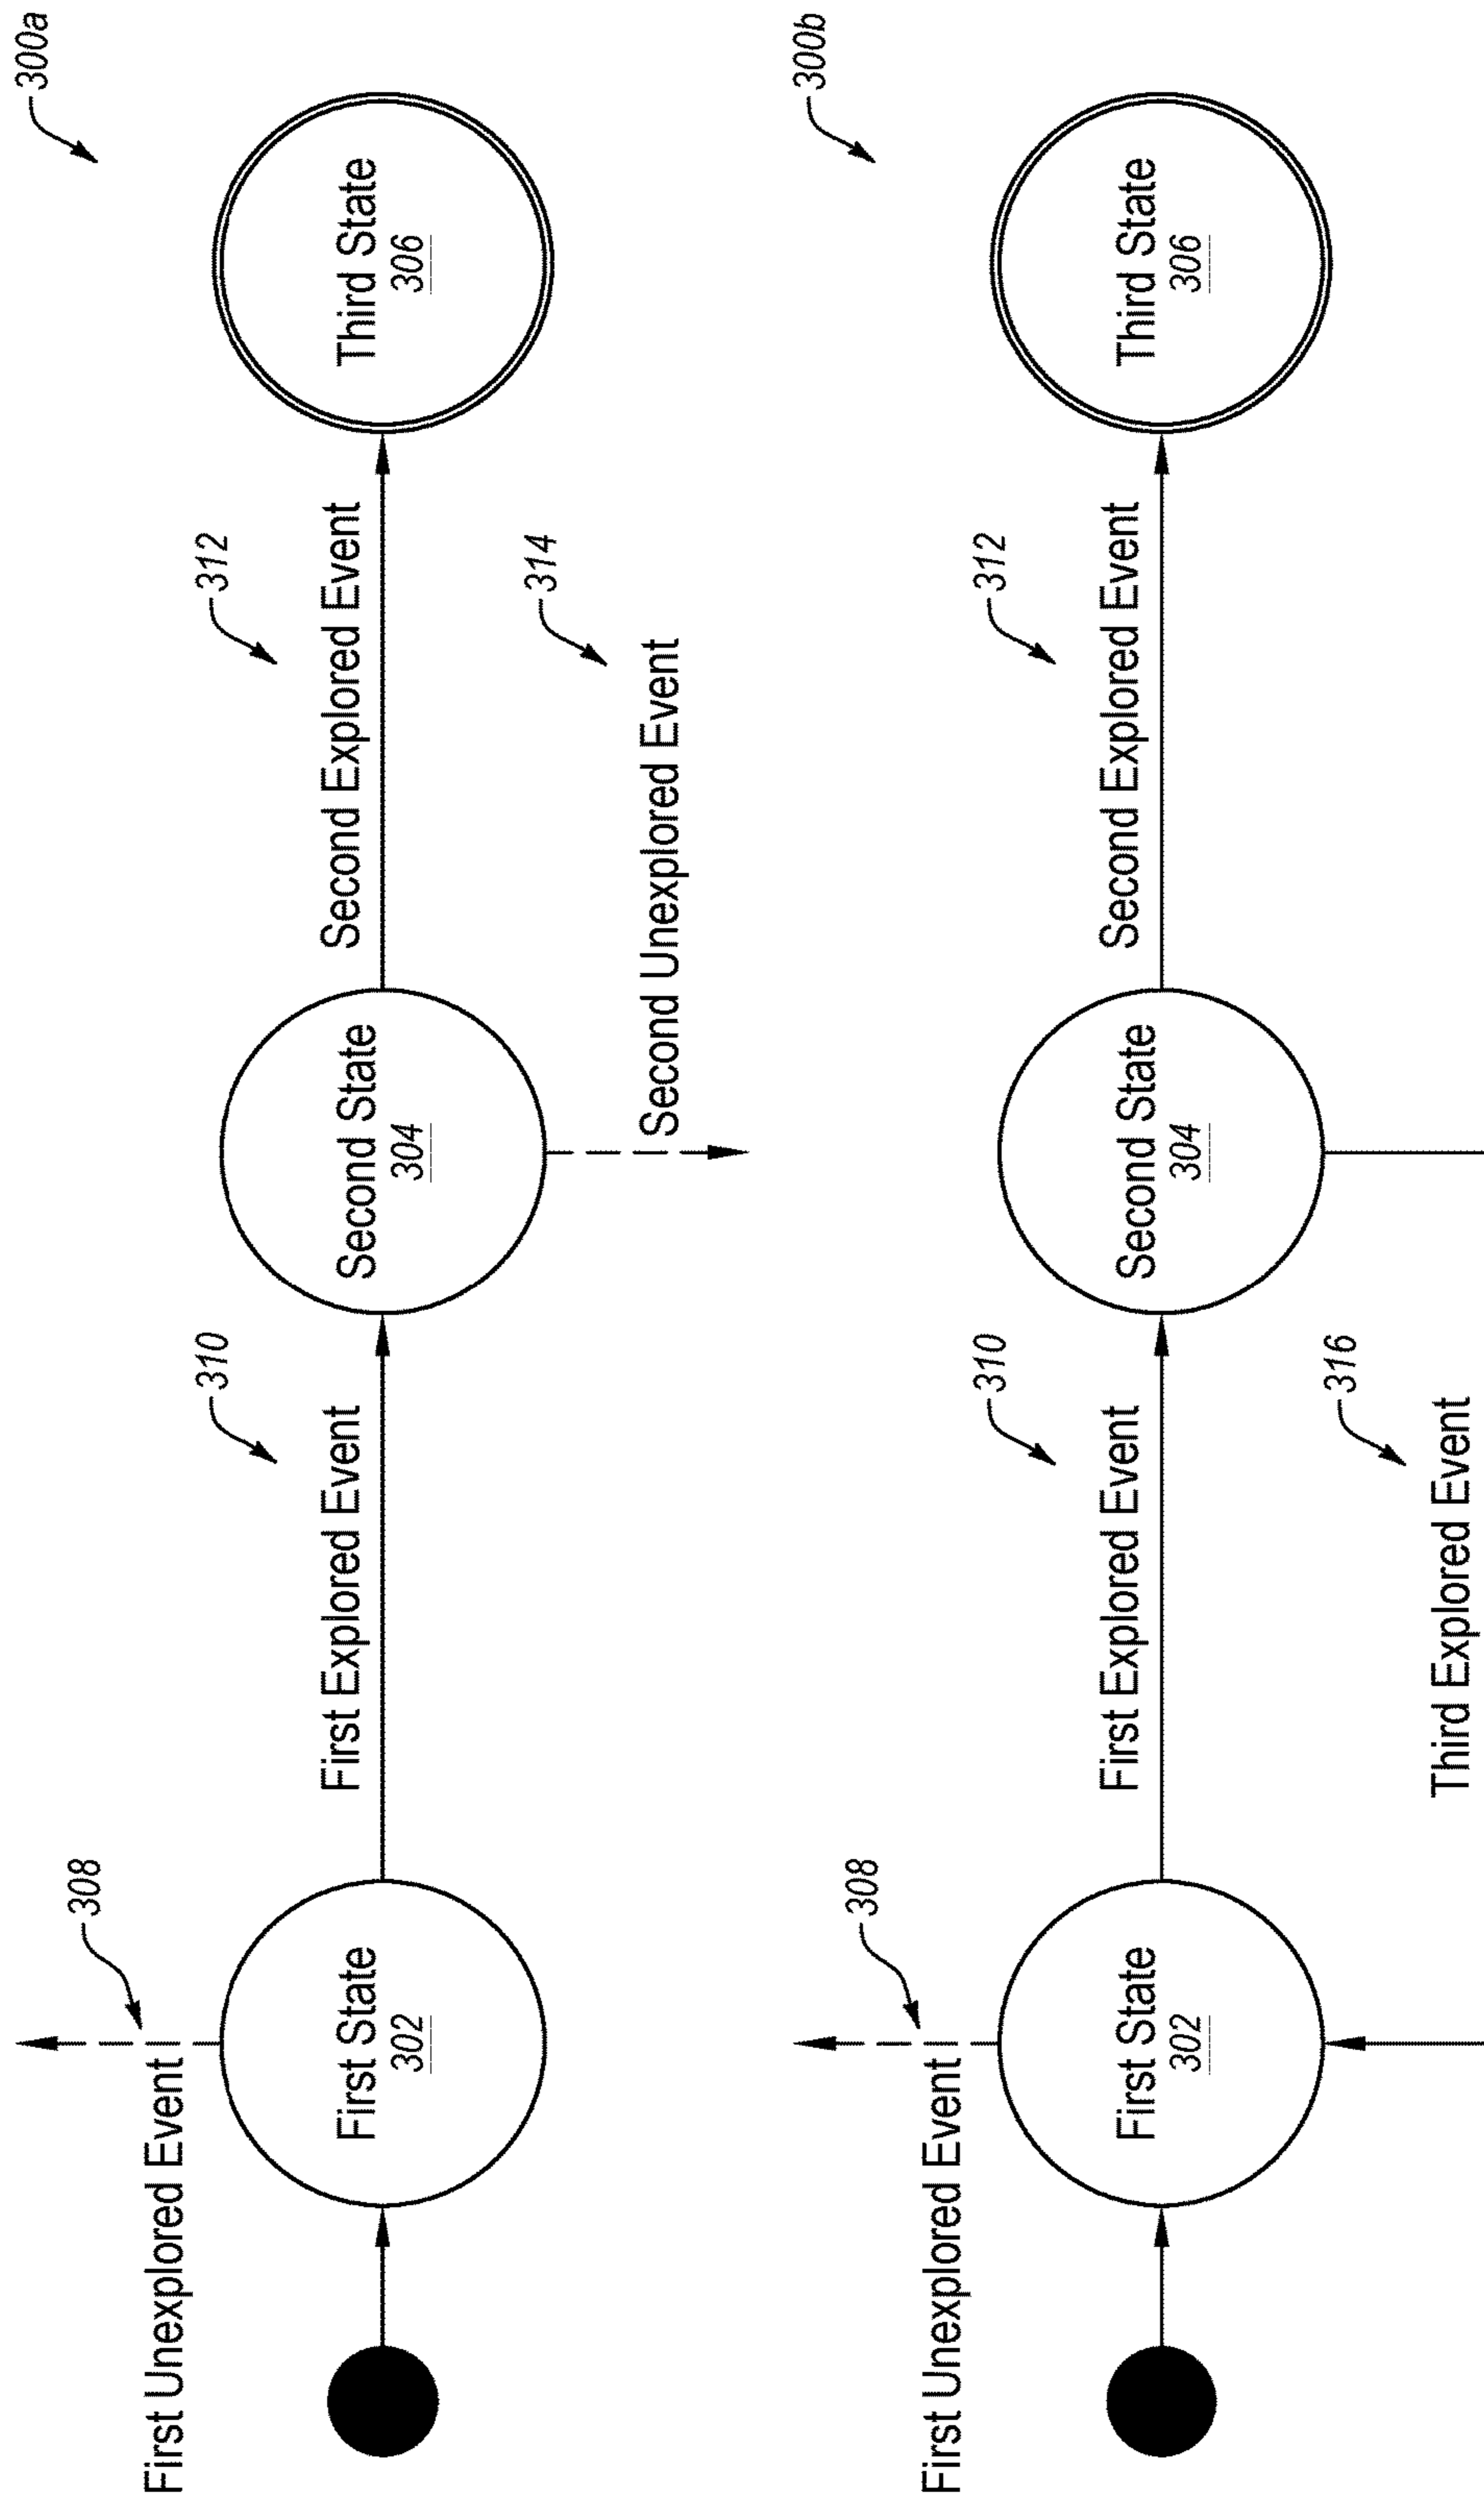 300a
308
310
312
First Unexplored Event
First Explored Event
Second Explored Event
First State
302
Second State
304
Third State
306
314
Second Unexplored Event
300b
308
310
312
First Unexplored Event
First Explored Event
Second Explored Event
First State
302
Second State
304
Third State
306
316
Third Explored Event